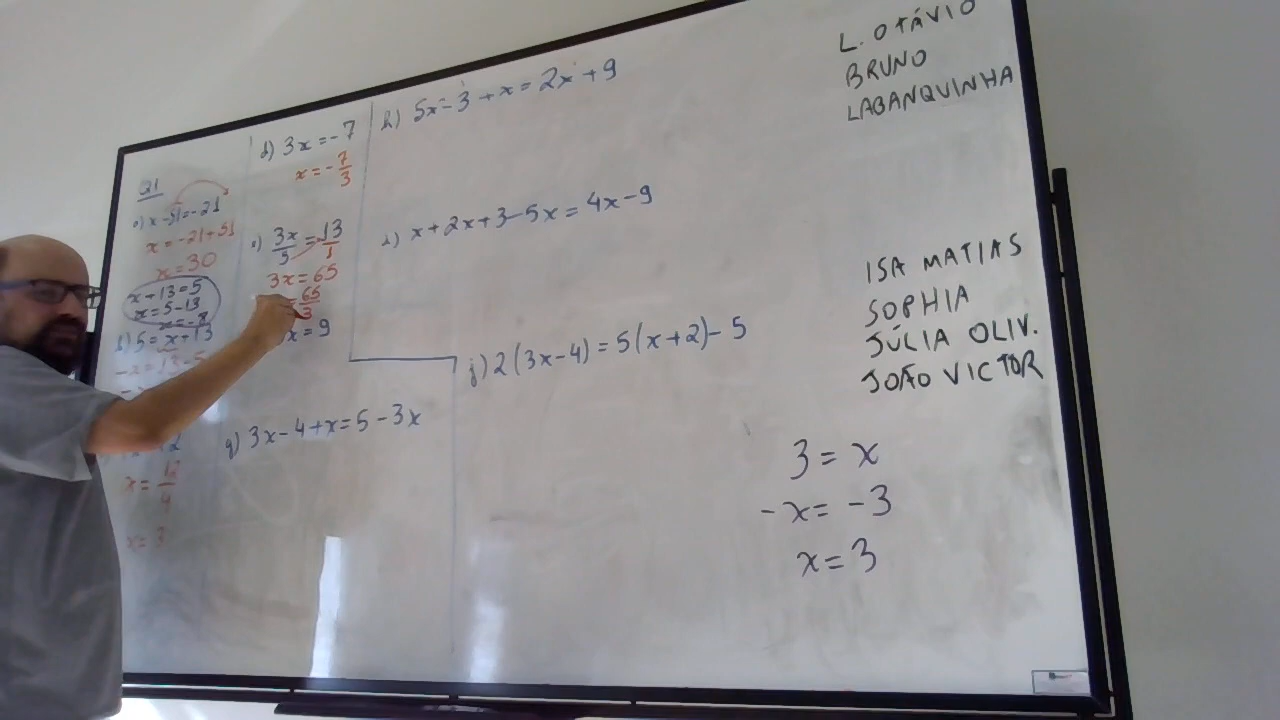 21
a) x - 51 = -21
x = -21 + 51
x = 30
x + 13 = 5
x = 5 - 13
x = -8
b) 5 = x + 13
x = 12/4
x = 3
d) 3x = -7
x = -7/3
3x/5 = 13/1
3x = 65
= 65/3
x = 9
g) 3x - 4 + x = 5 - 3x
h) 5x - 3 + x = 2x + 9
i) x + 2x + 3 - 5x = 4x - 9
j) 2(3x - 4) = 5(x + 2) - 5
L. OTÁVIO
BRUNO
LABANQUINHA
ISA MATIAS
SOPHIA
JÚLIA OLIV.
JOÃO VICTOR
3 = x
-x = -3
x = 3